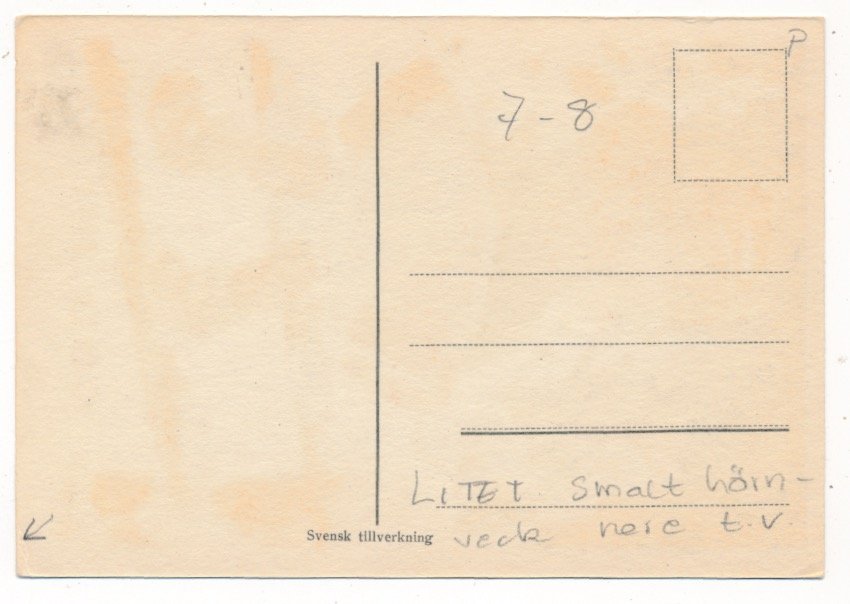 P
7-8
LITET smalt hörn-
veck nere t.v.
Svensk tillverkning